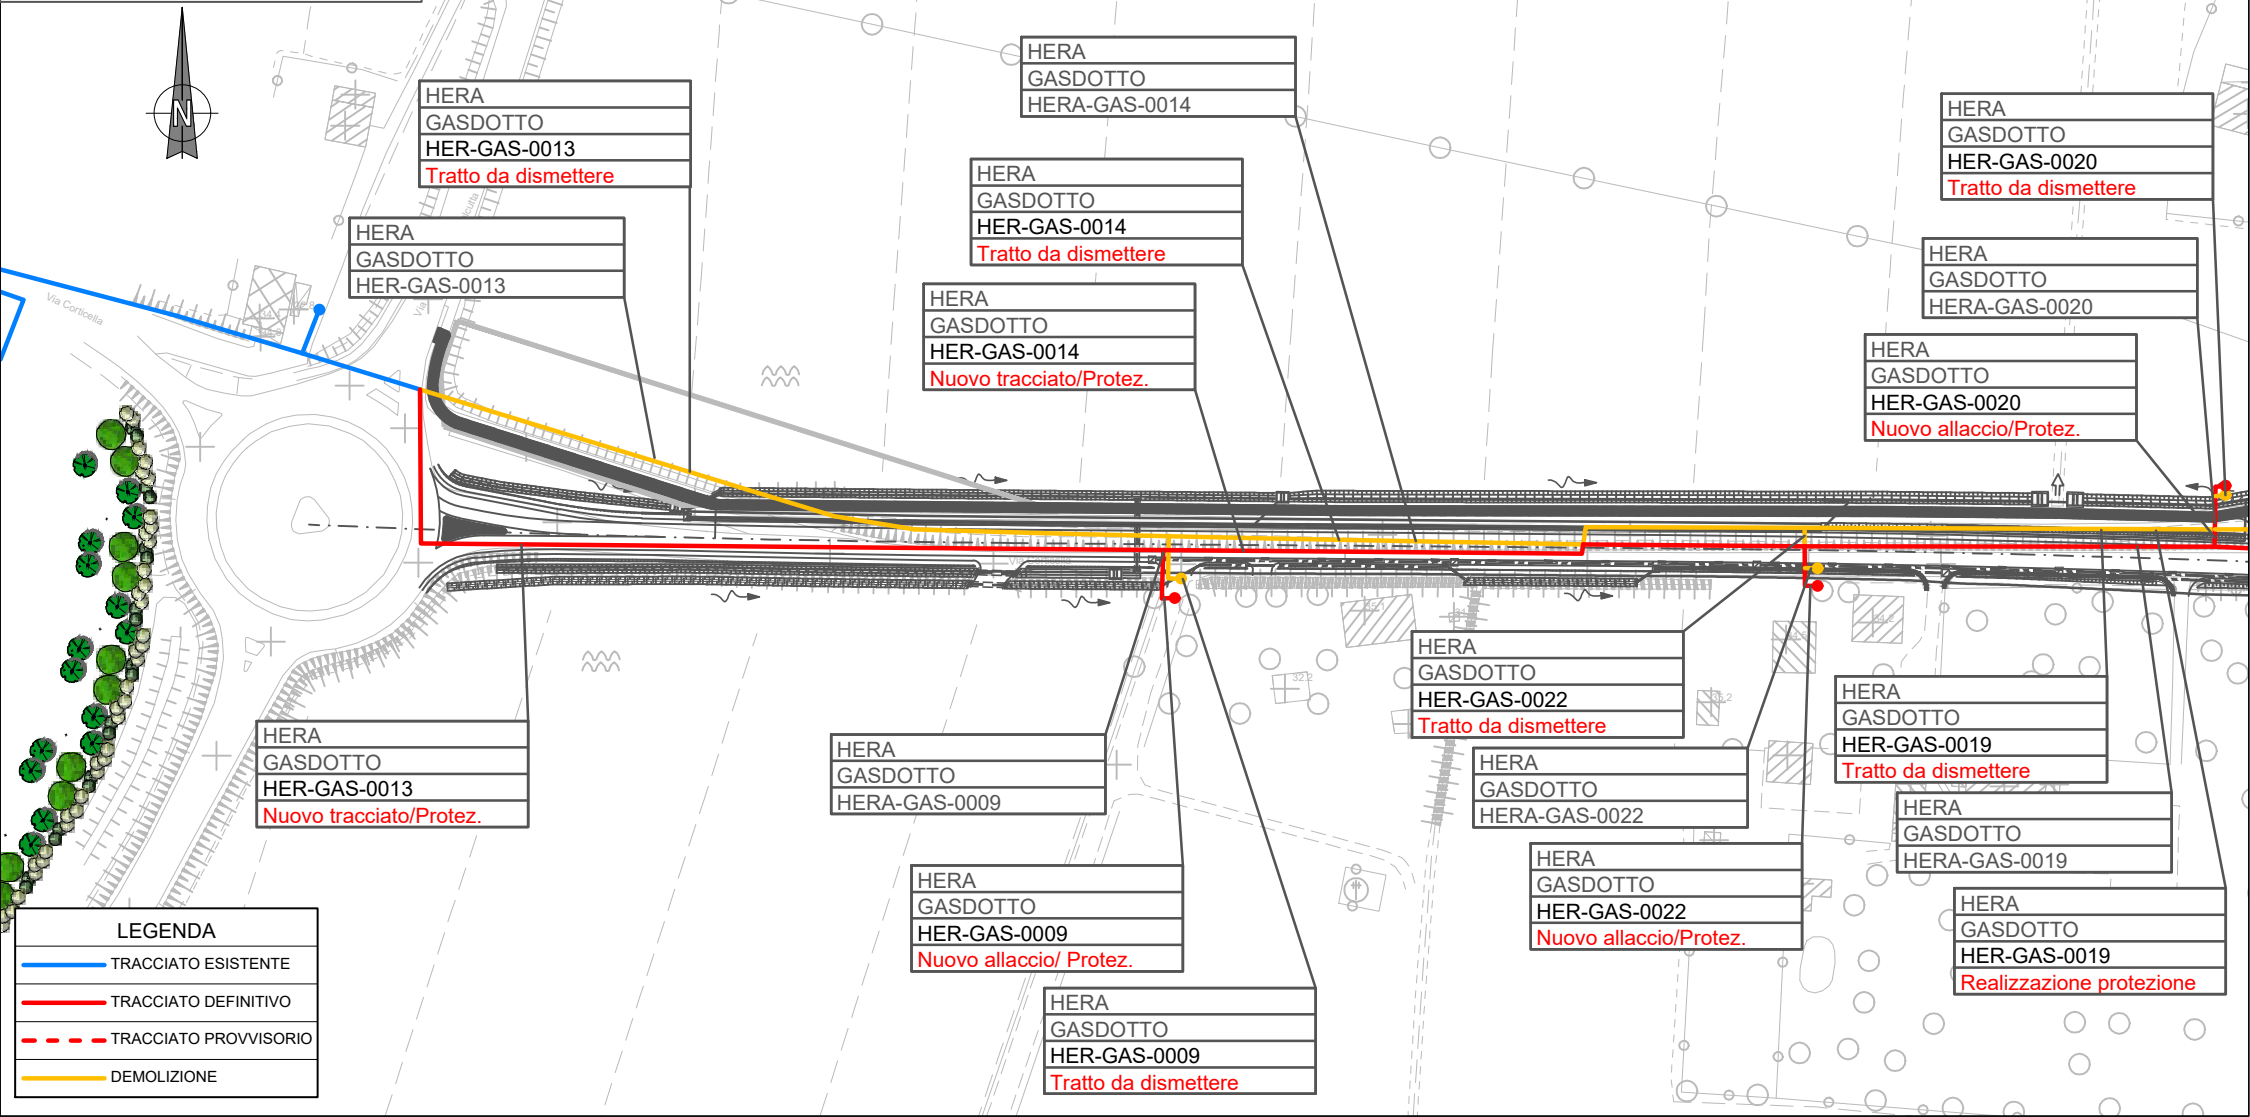 N
HERA
GASDOTTO
HER-GAS-0013
Tratto da dismettere
HERA
GASDOTTO
HER-GAS-0013
HERA
GASDOTTO
HERA-GAS-0014
HERA
GASDOTTO
HER-GAS-0014
Tratto da dismettere
HERA
GASDOTTO
HER-GAS-0014
Nuovo tracciato/Protez.
HERA
GASDOTTO
HER-GAS-0020
Tratto da dismettere
HERA
GASDOTTO
HERA-GAS-0020
HERA
GASDOTTO
HER-GAS-0020
Nuovo allaccio/Protez.
Via Corticella
32.2
HERA
GASDOTTO
HER-GAS-0013
Nuovo tracciato/Protez.
HERA
GASDOTTO
HERA-GAS-0009
HERA
GASDOTTO
HER-GAS-0009
Nuovo allaccio/ Protez.
HERA
GASDOTTO
HER-GAS-0009
Tratto da dismettere
HERA
GASDOTTO
HER-GAS-0022
Tratto da dismettere
HERA
GASDOTTO
HERA-GAS-0022
HERA
GASDOTTO
HER-GAS-0022
Nuovo allaccio/Protez.
HERA
GASDOTTO
HER-GAS-0019
Tratto da dismettere
HERA
GASDOTTO
HERA-GAS-0019
HERA
GASDOTTO
HER-GAS-0019
Realizzazione protezione
LEGENDA
TRACCIATO ESISTENTE
TRACCIATO DEFINITIVO
TRACCIATO PROVVISORIO
DEMOLIZIONE